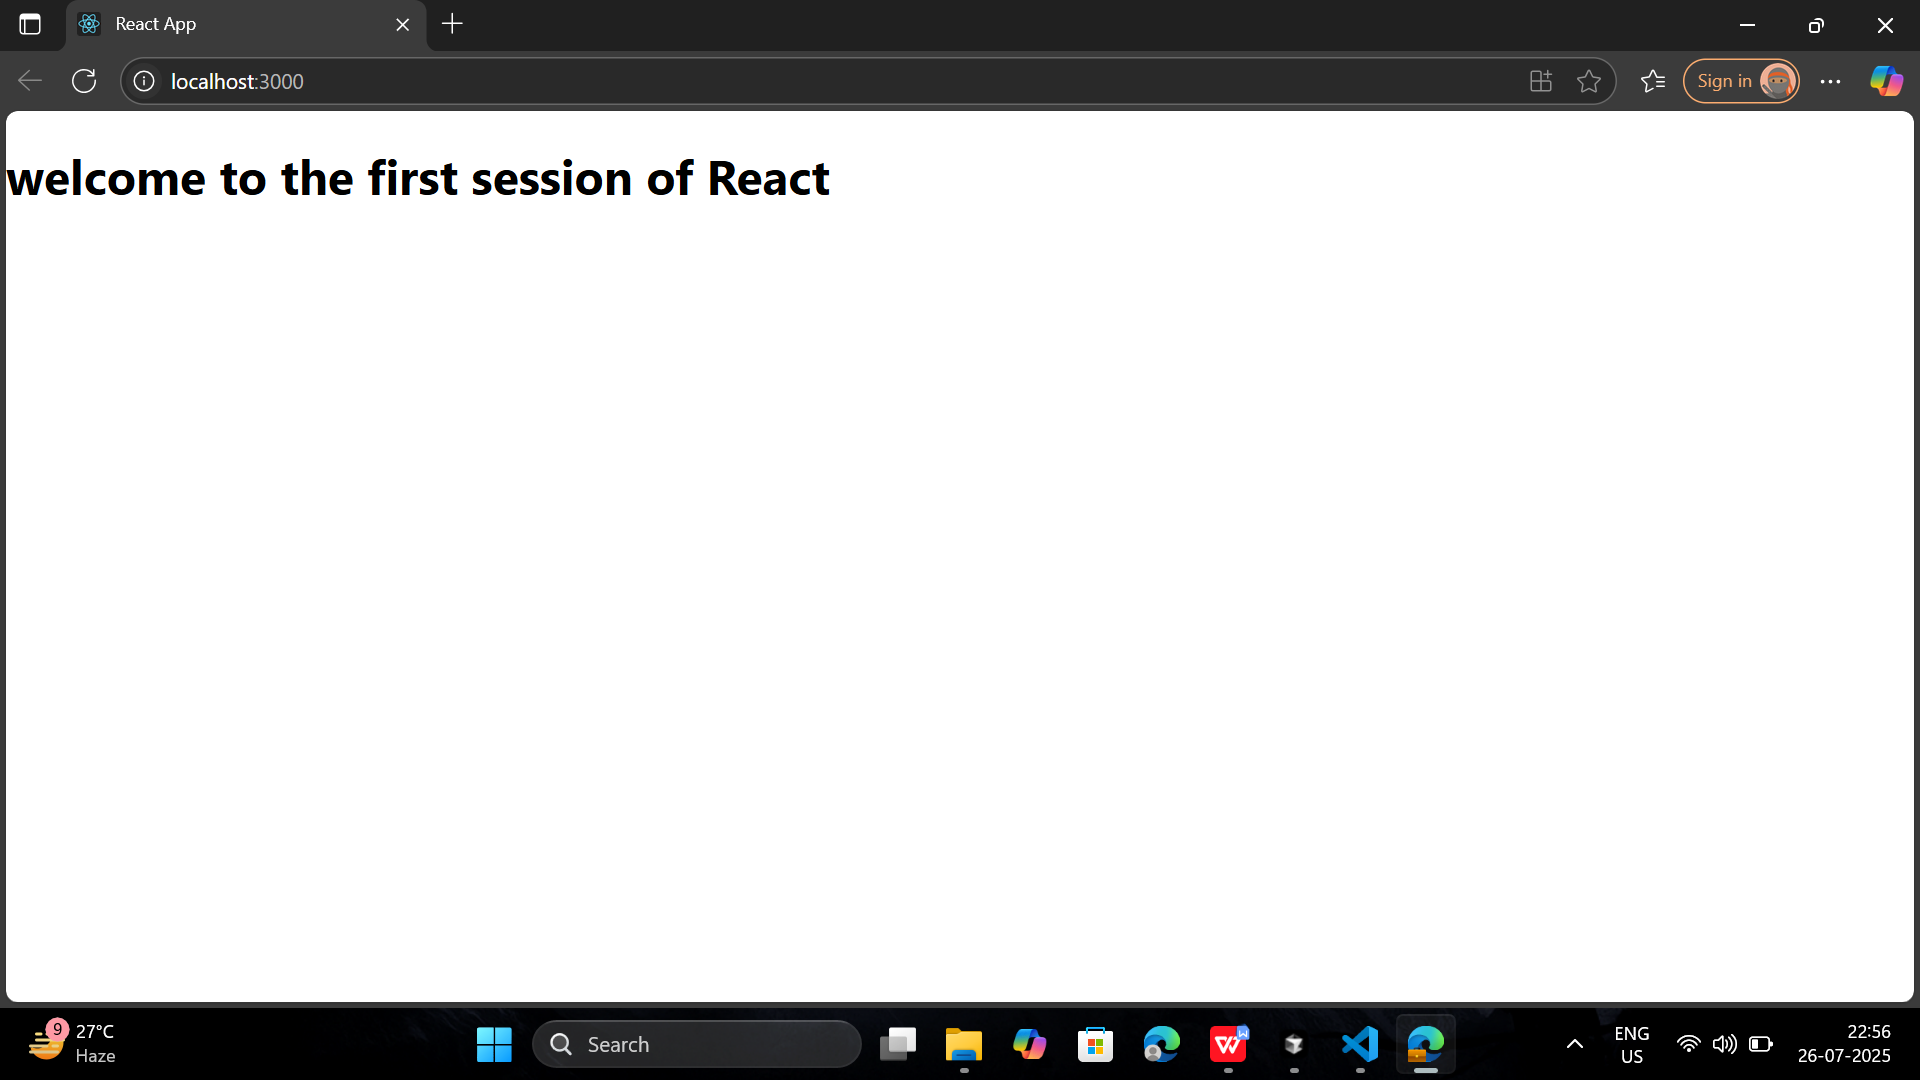 React App
localhost:3000
Sign in
welcome to the first session of React
9
27°C
Haze
Search
ENG
US
22:56
26-07-2025